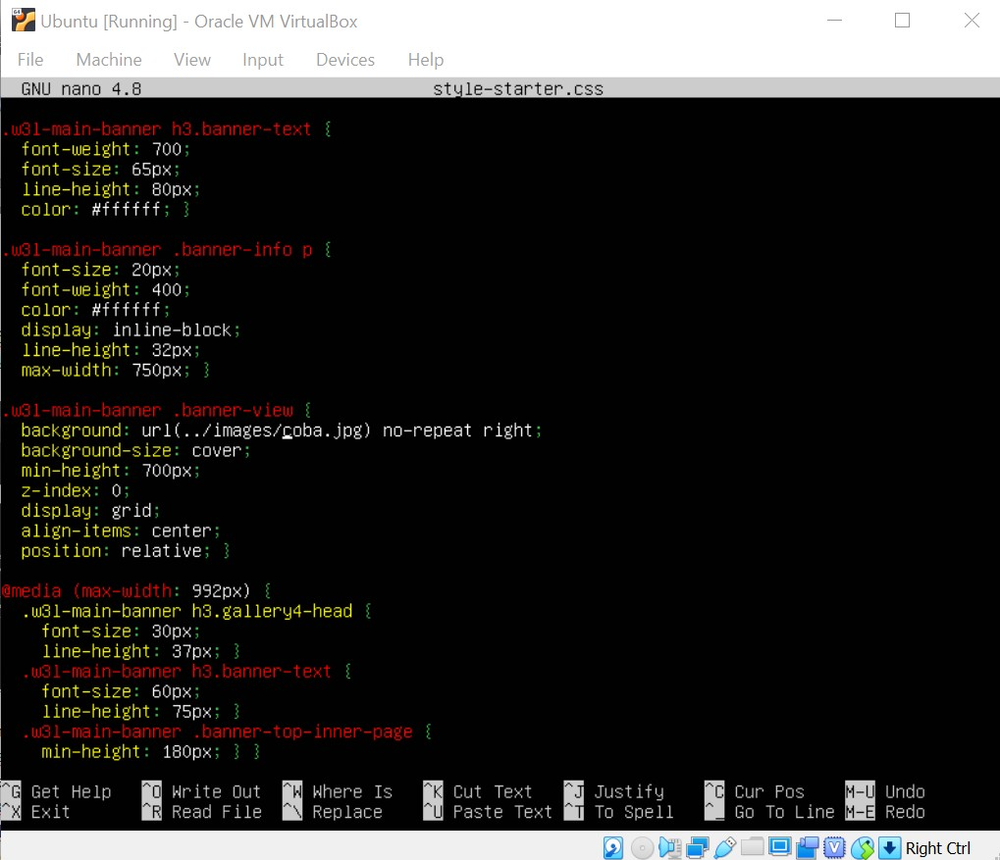 Ubuntu [Running] - Oracle VM VirtualBox
File Machine View Input Devices Help
GNU nano 4.8 style-starter.css
.w3l-main-banner h3.banner-text {
  font-weight: 700;
  font-size: 65px;
  line-height: 80px;
  color: #ffffff; }
.w3l-main-banner .banner-info p {
  font-size: 20px;
  font-weight: 400;
  color: #ffffff;
  display: inline-block;
  line-height: 32px;
  max-width: 750px; }
.w3l-main-banner .banner-view {
  background: url(../images/coba.jpg) no-repeat right;
  background-size: cover;
  min-height: 700px;
  z-index: 0;
  display: grid;
  align-items: center;
  position: relative; }
@media (max-width: 992px) {
  .w3l-main-banner h3.gallery4-head {
    font-size: 30px;
    line-height: 37px; }
  .w3l-main-banner h3.banner-text {
    font-size: 60px;
    line-height: 75px; }
  .w3l-main-banner .banner-top-inner-page {
    min-height: 180px; } }
^G Get Help ^O Write Out ^W Where Is ^K Cut Text ^J Justify ^C Cur Pos M-U Undo
^X Exit ^R Read File ^\ Replace ^U Paste Text ^T To Spell ^_ Go To Line M-E Redo
Right Ctrl